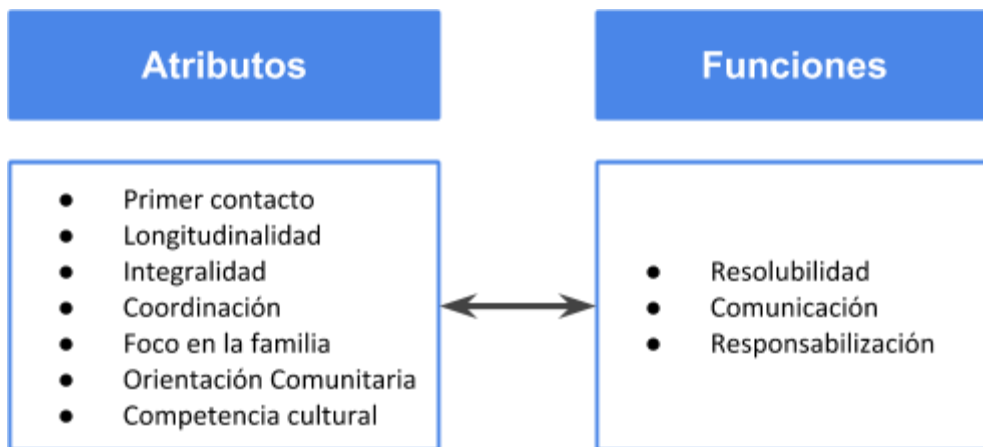 Atributos
● Primer contacto
● Longitudinalidad
● Integralidad
● Coordinación
● Foco en la familia
● Orientación Comunitaria
● Competencia cultural
Funciones
● Resolubilidad
● Comunicación
● Responsabilización